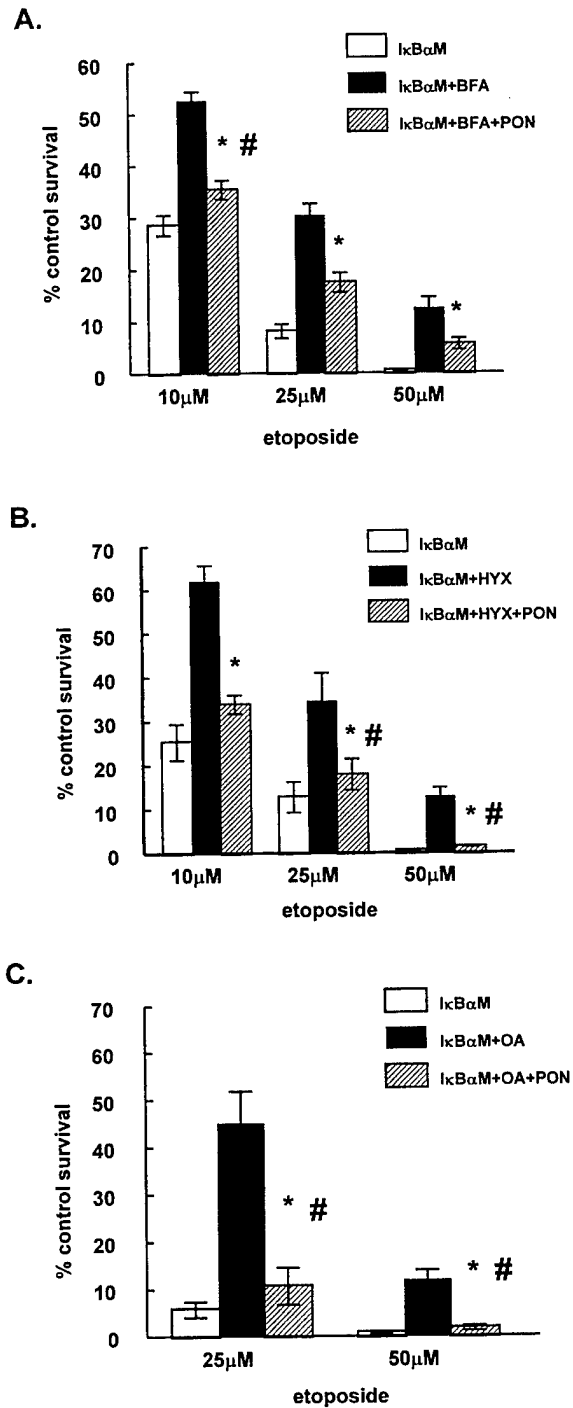 A.
IκBαM
IκBαM+BFA
IκBαM+BFA+PON
% control survival
60
50
40
30
20
10
0
* #
*
*
10μM 25μM 50μM
etoposide
B.
IκBαM
IκBαM+HYX
IκBαM+HYX+PON
% control survival
70
60
50
40
30
20
10
0
*
* #
* #
10μM 25μM 50μM
etoposide
C.
IκBαM
IκBαM+OA
IκBαM+OA+PON
% control survival
70
60
50
40
30
20
10
0
* #
* #
25μM 50μM
etoposide